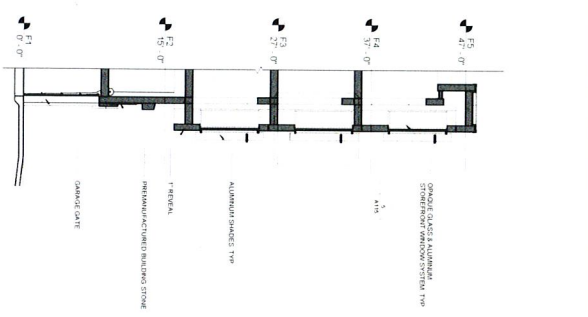 F5
47'- 0"
F4
37'- 0"
F3
27'- 0"
F2
15'- 0"
F1
0'- 0"
OPAQUE GLASS & ALUMINUM
STOREFRONT WINDOW SYSTEM, TYP
5
ALUMINUM SHADES, TYP
1" REVEAL
PREMANUFACTURED BUILDING STONE
GARAGE GATE